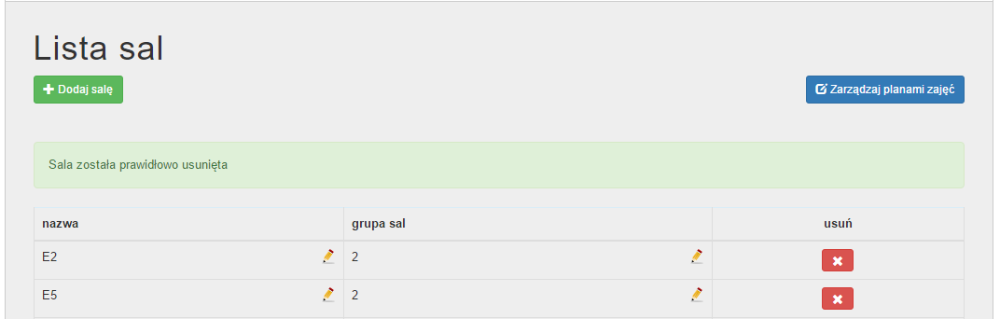 Lista sal
Dodaj salę
Zarządzaj planami zajęć
Sala została prawidłowo usunięta
nazwa grupa sal usuń
E2 2
E5 2